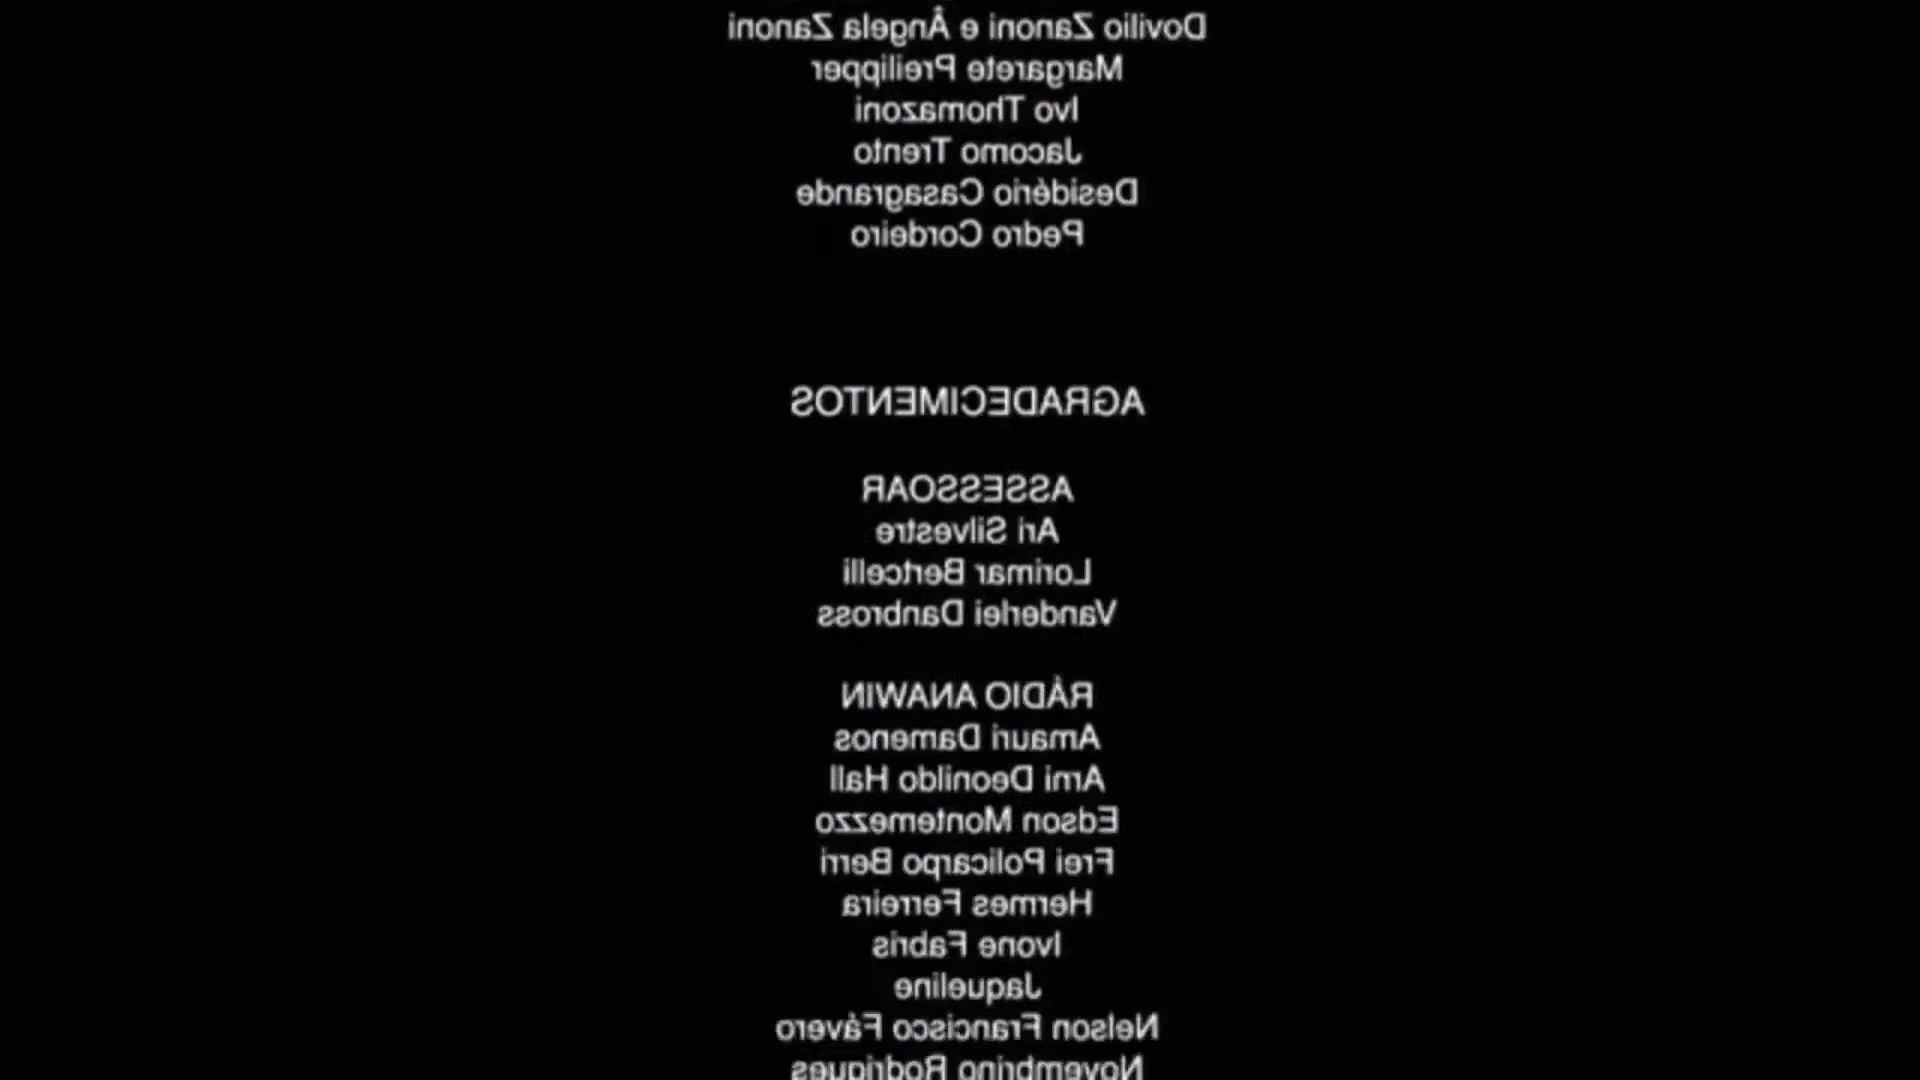 Dovilio Zanoni e Ângela Zanoni
Margarete Preilipper
Ivo Thomazoni
Jacomo Trento
Desidério Casagrande
Pedro Cordeiro
AGRADECIMENTOS
ASSESSOAR
Ari Silvestre
Lorimar Bertcelli
Vanderlei Danbross
RÁDIO ANAWIN
Amauri Damenos
Arni Deonildo Hall
Edson Montemezzo
Frei Policarpo Berri
Hermes Ferreira
Ivone Fabris
Jaqueline
Nelson Francisco Fávero
Novembrino Rodrigues